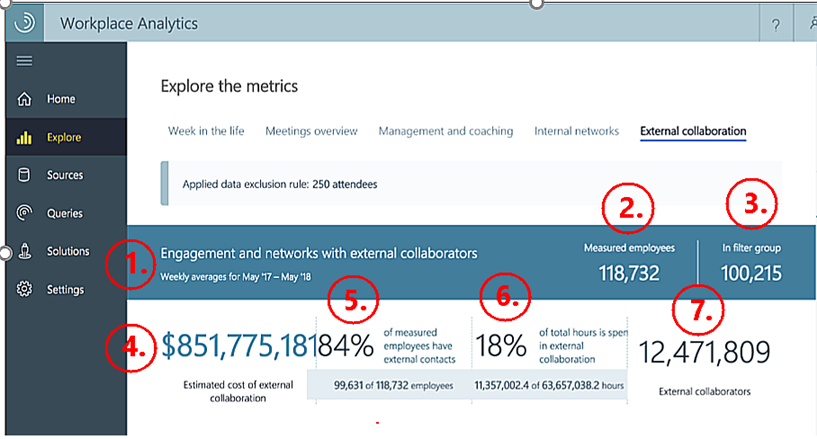 Workplace Analytics
?
Explore the metrics
Home
Week in the life
Meetings overview
Management and coaching
Internal networks
External collaboration
Explore
Sources
Applied data exclusion rule: 250 attendees
Queries
2.
3.
Solutions
1.
Engagement and networks with external collaborators
Measured employees
In filter group
Weekly averages for May '17 – May '18
118,732
100,215
Settings
5.
6.
7.
4.
$851,775,181
84%
of measured
employees have
external contacts
18%
of total hours is spen
in external
collaboration
12,471,809
Estimated cost of external
collaboration
99,631 of 118,732 employees
11,357,002.4 of 63,657,038.2 hours
External collaborators